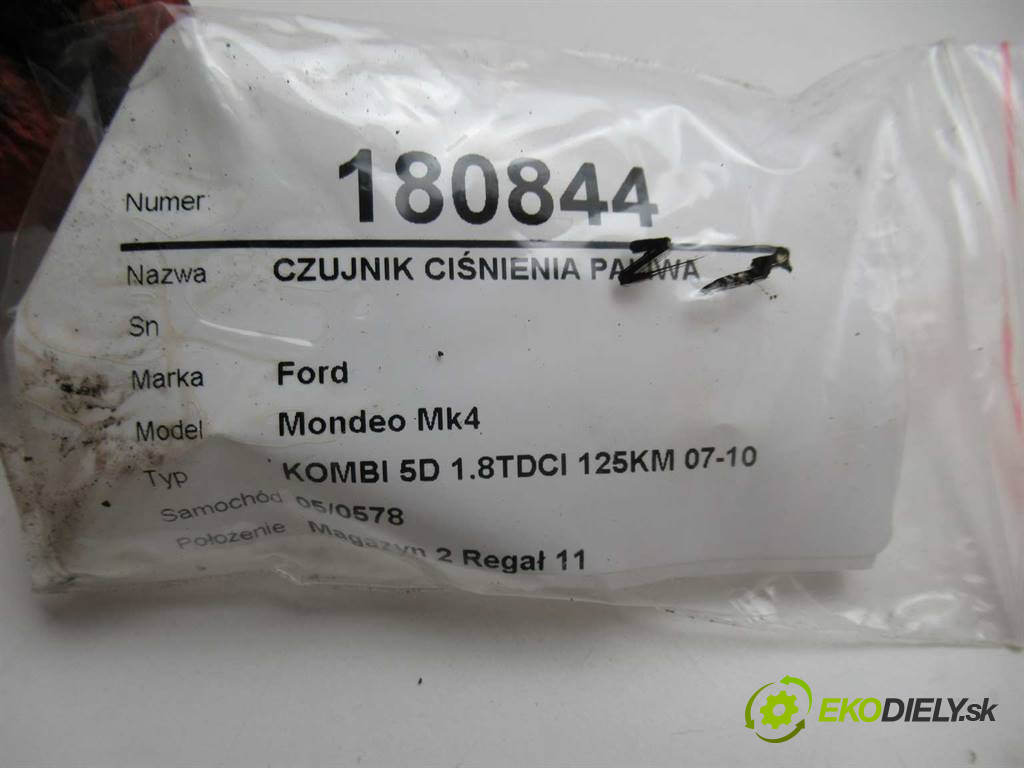 Numer: 180844
Nazwa CZUJNIK CIŚNIENIA PALIWA
Sn
Marka Ford
Model Mondeo Mk4
Typ KOMBI 5D 1.8TDCI 125KM 07-10
Samochód 05/0578
Położenie Magazyn 2 Regał 11
EKODIELY.sk